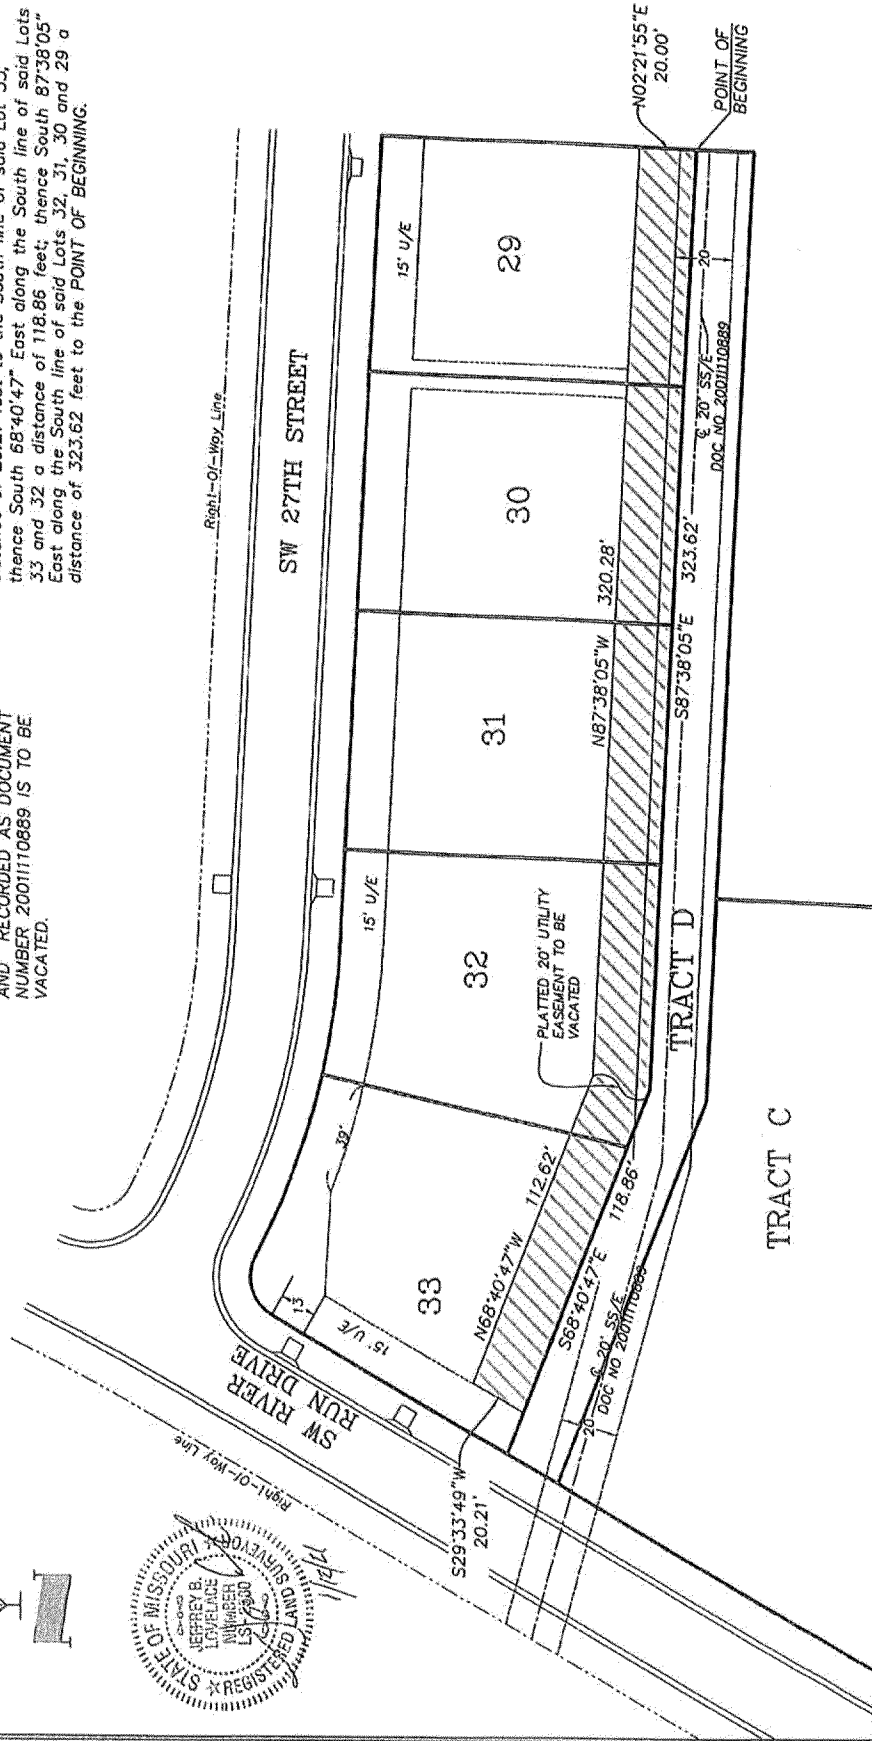 thence South 68°40'47" East along the South line of said Lots
33 and 32 a distance of 118.86 feet; thence South 87°38'05"
East along the South line of said Lots 32, 31, 30 and 29 a
distance of 323.62 feet to the POINT OF BEGINNING.
AND RECORDED AS DOCUMENT
NUMBER 2001I110889 IS TO BE
VACATED.
Right-Of-Way Line
SW 27TH STREET
N02°21'55"E
20.00'
POINT OF
BEGINNING
15' U/E
29
30
31
32
33
15' U/E
39'
13'
15' U/E
320.28'
N87°38'05"W
323.62'
S87°38'05"E
20
℄ 20' SS/E
DOC NO 2001I110889
PLATTED 20' UTILITY
EASEMENT TO BE
VACATED
TRACT D
TRACT C
112.62'
N68°40'47"W
118.86'
S68°40'47"E
℄ 20' SS/E
20 DOC NO 2001I110889
SW RIVER
RUN DRIVE
Right-Of-Way Line
S29°33'49"W
20.21'
STATE OF MISSOURI
JEFFREY B.
LOVELACE
NUMBER
REGISTERED LAND SURVEYOR